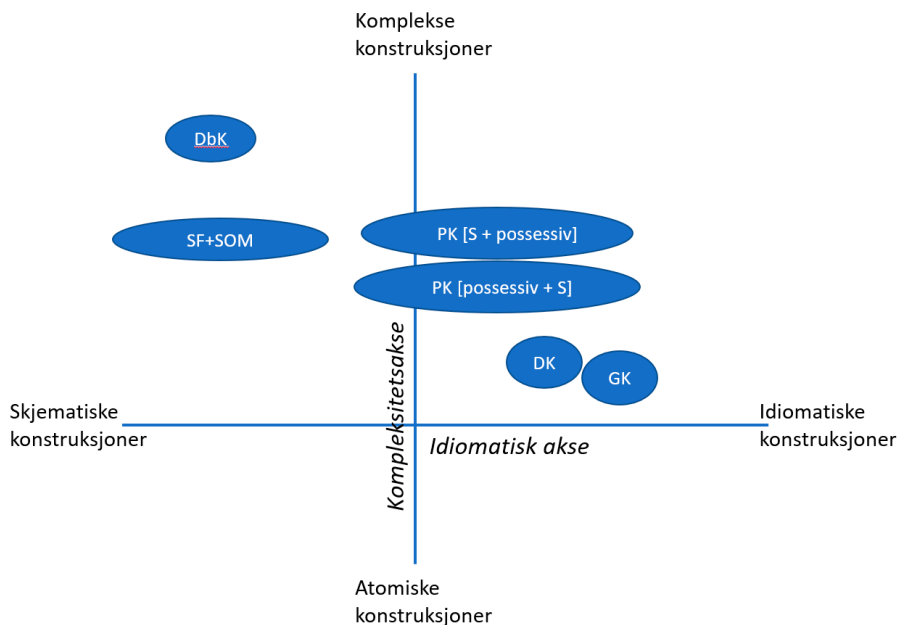 Komplekse
konstruksjoner
DbK
SF+SOM
PK [S + possessiv]
PK [possessiv + S]
DK
GK
Kompleksitetsakse
Skjematiske
konstruksjoner
Idiomatisk akse
Idiomatiske
konstruksjoner
Atomiske
konstruksjoner